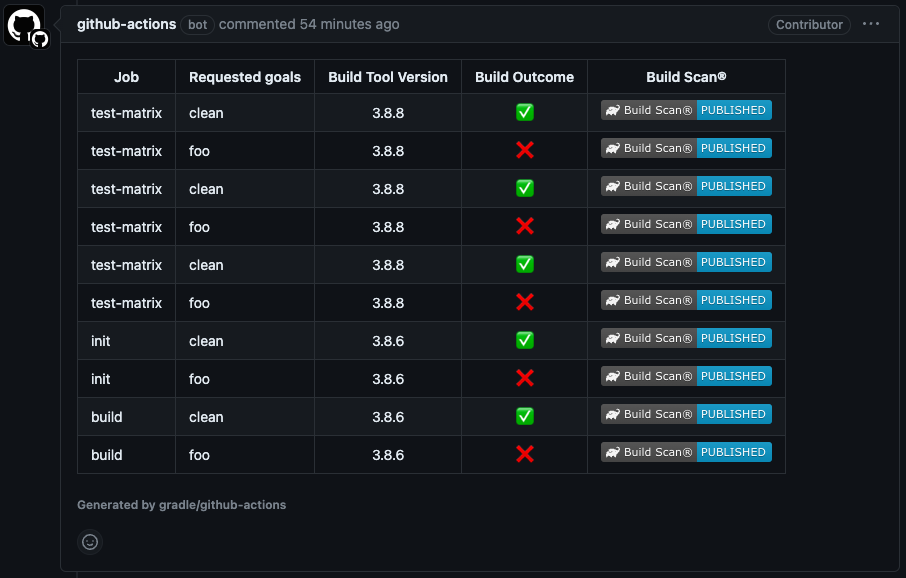 github-actions bot commented 54 minutes ago Contributor
Job Requested goals Build Tool Version Build Outcome Build Scan®
test-matrix clean 3.8.8 Build Scan® PUBLISHED
test-matrix foo 3.8.8 Build Scan® PUBLISHED
test-matrix clean 3.8.8 Build Scan® PUBLISHED
test-matrix foo 3.8.8 Build Scan® PUBLISHED
test-matrix clean 3.8.8 Build Scan® PUBLISHED
test-matrix foo 3.8.8 Build Scan® PUBLISHED
init clean 3.8.6 Build Scan® PUBLISHED
init foo 3.8.6 Build Scan® PUBLISHED
build clean 3.8.6 Build Scan® PUBLISHED
build foo 3.8.6 Build Scan® PUBLISHED
Generated by gradle/github-actions